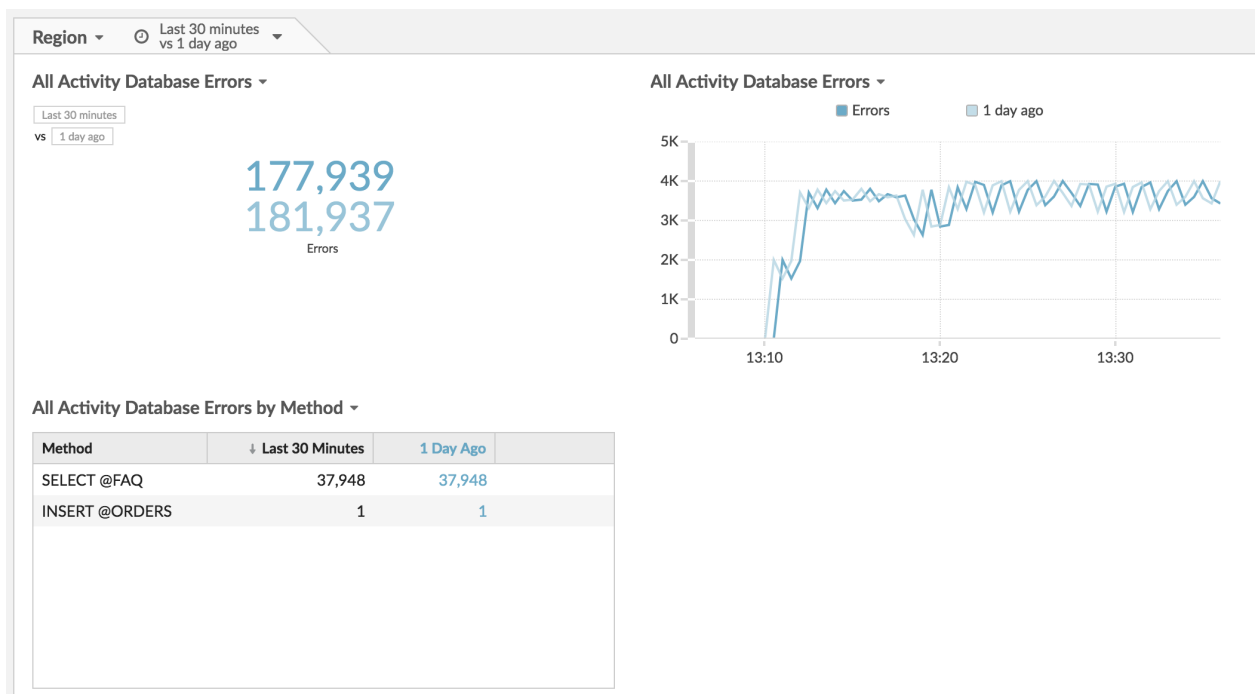 Region
Last 30 minutes
vs 1 day ago
All Activity Database Errors
Last 30 minutes
vs 1 day ago
177,939
181,937
Errors
All Activity Database Errors
Errors 1 day ago
5K
4K
3K
2K
1K
0
13:10 13:20 13:30
All Activity Database Errors by Method
Method ↓ Last 30 Minutes 1 Day Ago
SELECT @FAQ 37,948 37,948
INSERT @ORDERS 1 1